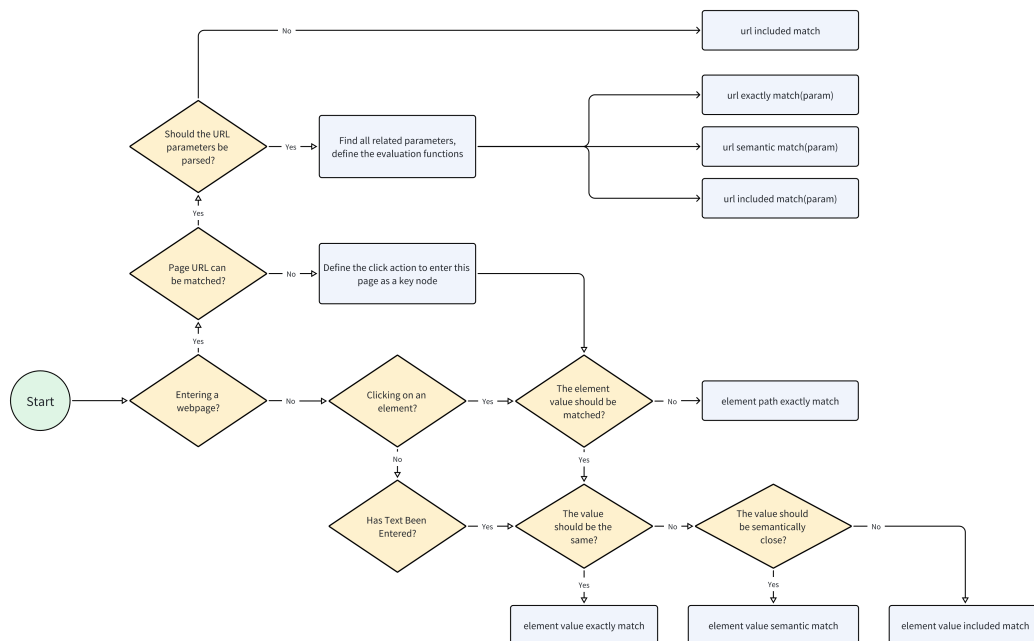 No
url included match
url exactly match(param)
Should the URL
parameters be
parsed?
Yes
Find all related parameters,
define the evaluation functions
url semantic match(param)
url included match(param)
Yes
Page URL can
be matched?
No
Define the click action to enter this
page as a key node
Yes
Start
Entering a
webpage?
No
Clicking on an
element?
Yes
The element
value should be
matched?
No
element path exactly match
No
Yes
Has Text Been
Entered?
Yes
The value
should be the
same?
No
The value should
be semantically
close?
No
Yes
Yes
element value exactly match
element value semantic match
element value included match